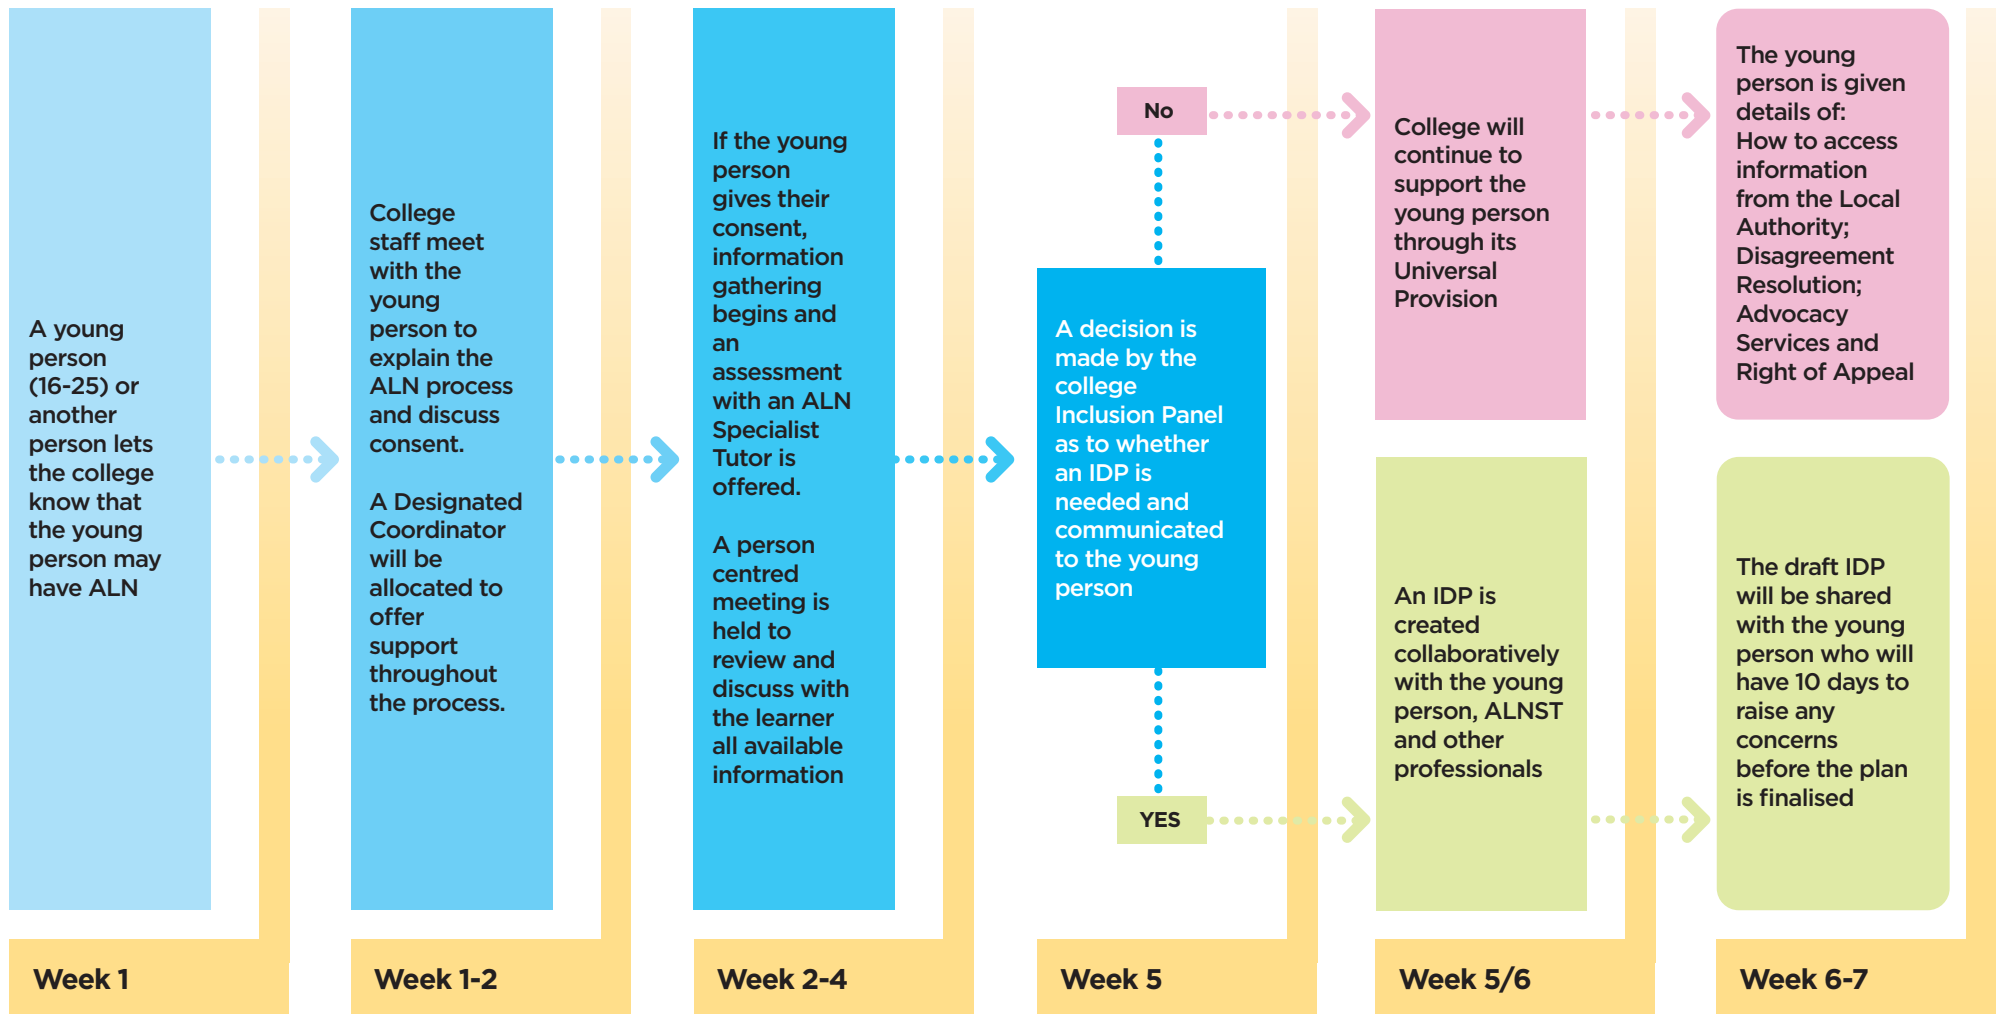 A young
person
(16-25) or
another
person lets
the college
know that
the young
person may
have ALN
Week 1
College
staff meet
with the
young
person to
explain the
ALN process
and discuss
consent.
A Designated
Coordinator
will be
allocated to
offer
support
throughout
the process.
Week 1-2
If the young
person
gives their
consent,
information
gathering
begins and
an
assessment
with an ALN
Specialist
Tutor is
offered.
A person
centred
meeting is
held to
review and
discuss with
the learner
all available
information
Week 2-4
No
A decision is
made by the
college
Inclusion Panel
as to whether
an IDP is
needed and
communicated
to the young
person
YES
Week 5
College will
continue to
support the
young person
through its
Universal
Provision
An IDP is
created
collaboratively
with the young
person, ALNST
and other
professionals
Week 5/6
The young
person is given
details of:
How to access
information
from the Local
Authority;
Disagreement
Resolution;
Advocacy
Services and
Right of Appeal
The draft IDP
will be shared
with the young
person who will
have 10 days to
raise any
concerns
before the plan
is finalised
Week 6-7